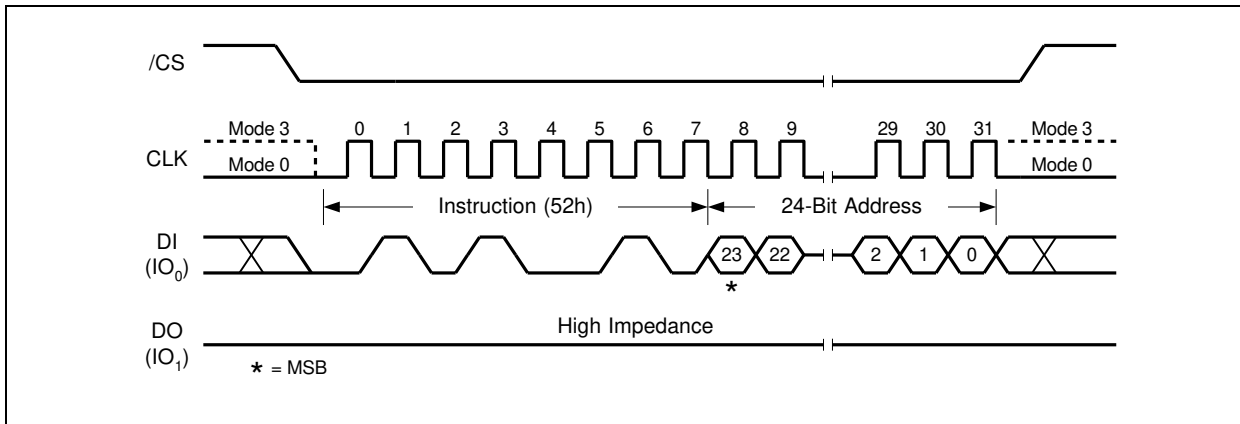 /CS
Mode 3 0 1 2 3 4 5 6 7 8 9 29 30 31 Mode 3
CLK Mode 0 Mode 0
Instruction (52h) 24-Bit Address
DI
(IO₀) 23 22 2 1 0
*
High Impedance
DO
(IO₁)
* = MSB